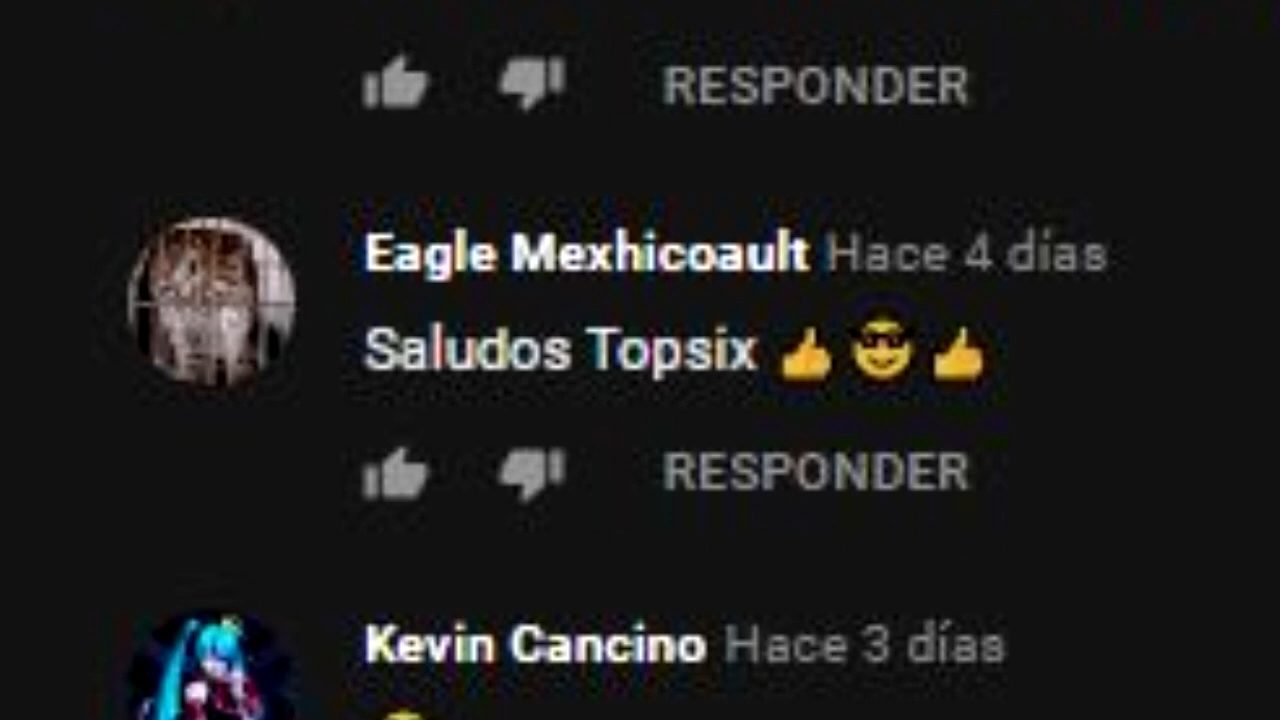 RESPONDER
Eagle Mexhicoault Hace 4 días
Saludos Topsix 👍 😎 👍
RESPONDER
Kevin Cancino Hace 3 días